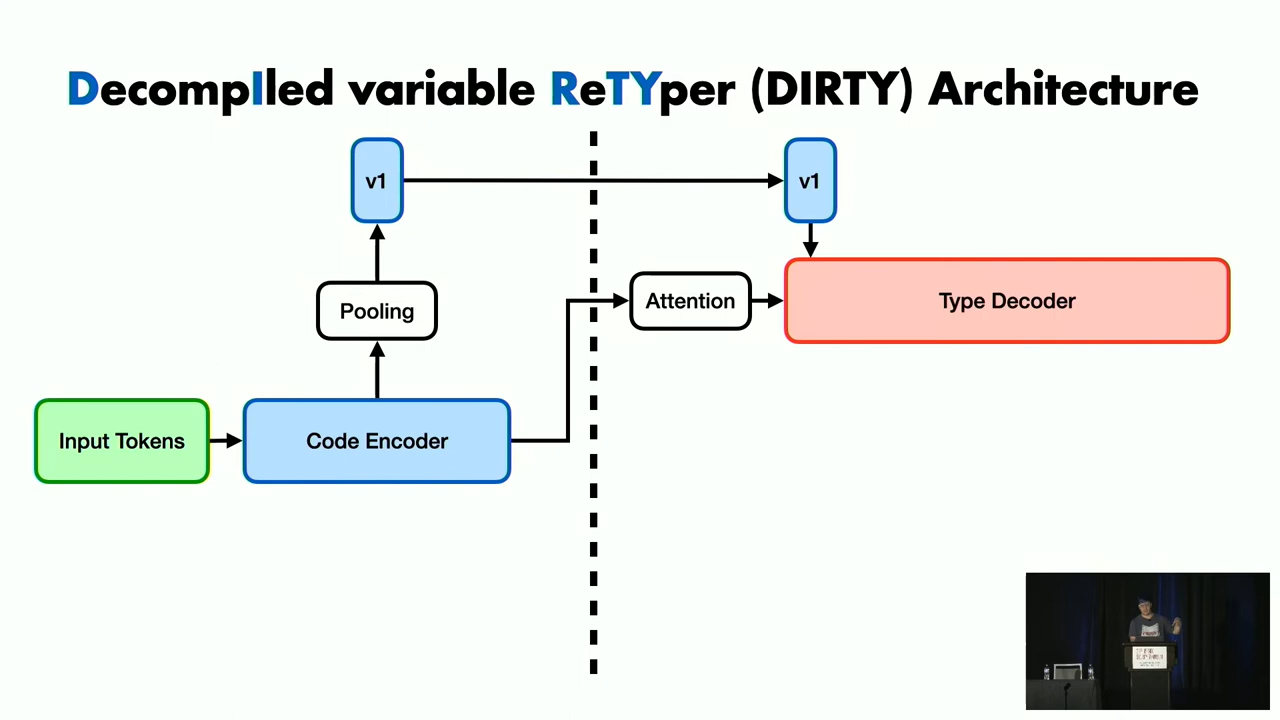 DecompIled variable ReTYper (DIRTY) Architecture
v1
v1
Pooling
Attention
Type Decoder
Input Tokens
Code Encoder